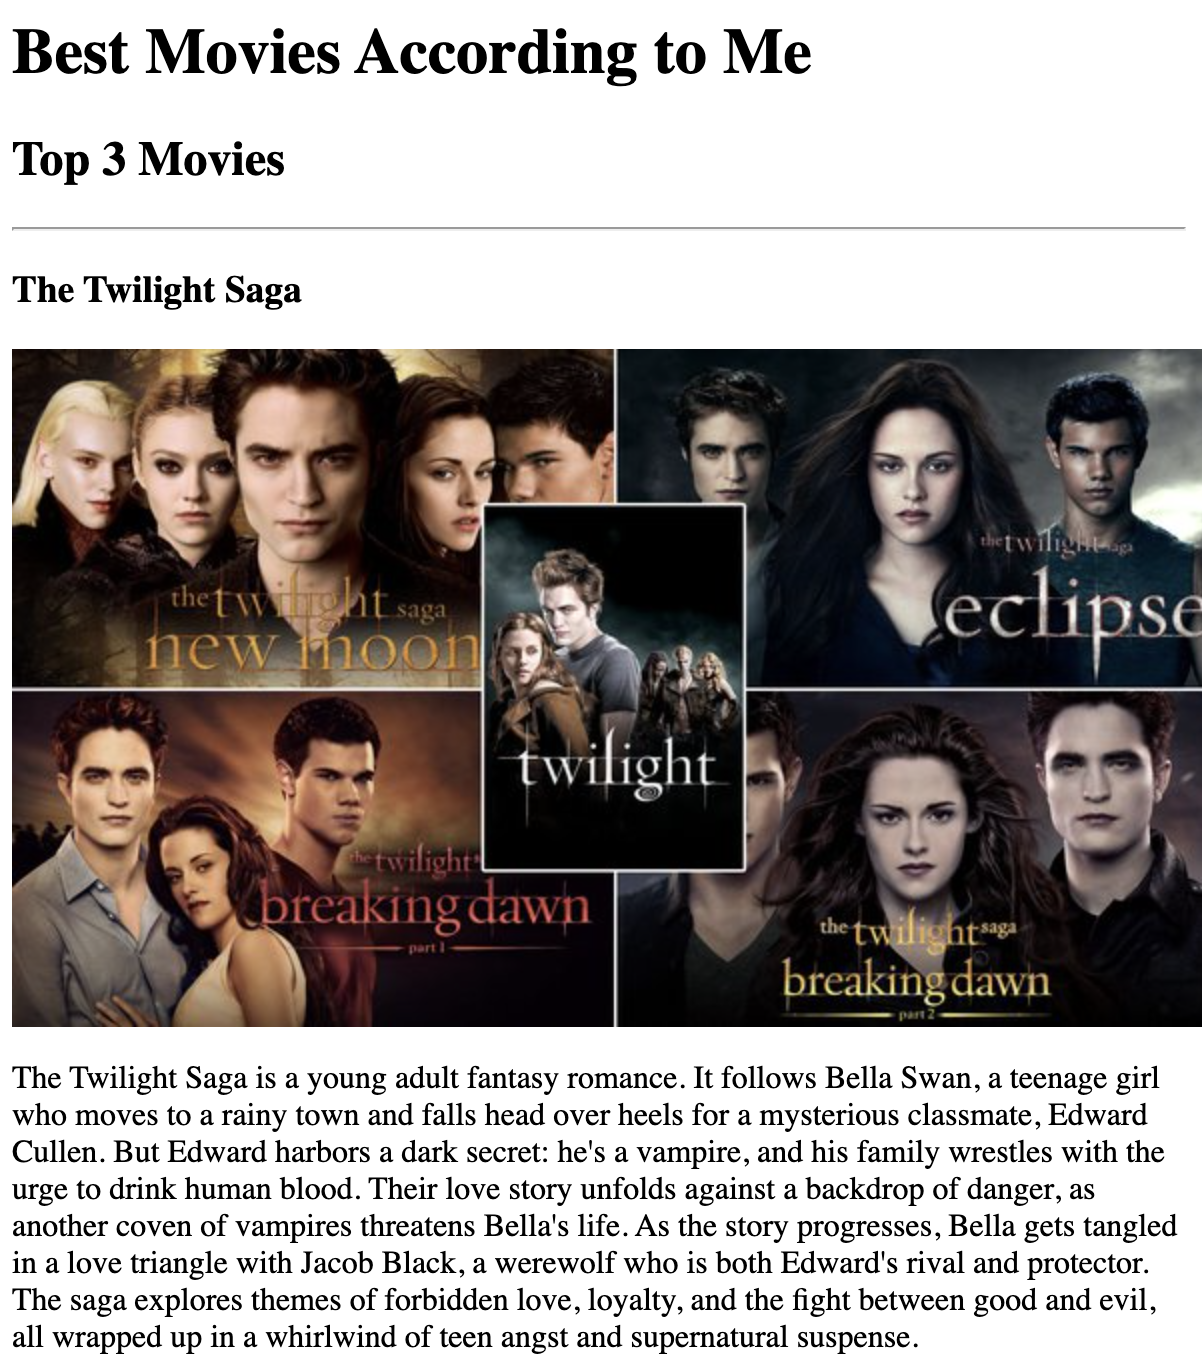 Best Movies According to Me
Top 3 Movies
The Twilight Saga
the twilight saga
new moon
the twilight saga
eclipse
twilight
the twilight
breaking dawn
part 1
the twilight saga
breaking dawn
part 2
The Twilight Saga is a young adult fantasy romance. It follows Bella Swan, a teenage girl
who moves to a rainy town and falls head over heels for a mysterious classmate, Edward
Cullen. But Edward harbors a dark secret: he's a vampire, and his family wrestles with the
urge to drink human blood. Their love story unfolds against a backdrop of danger, as
another coven of vampires threatens Bella's life. As the story progresses, Bella gets tangled
in a love triangle with Jacob Black, a werewolf who is both Edward's rival and protector.
The saga explores themes of forbidden love, loyalty, and the fight between good and evil,
all wrapped up in a whirlwind of teen angst and supernatural suspense.